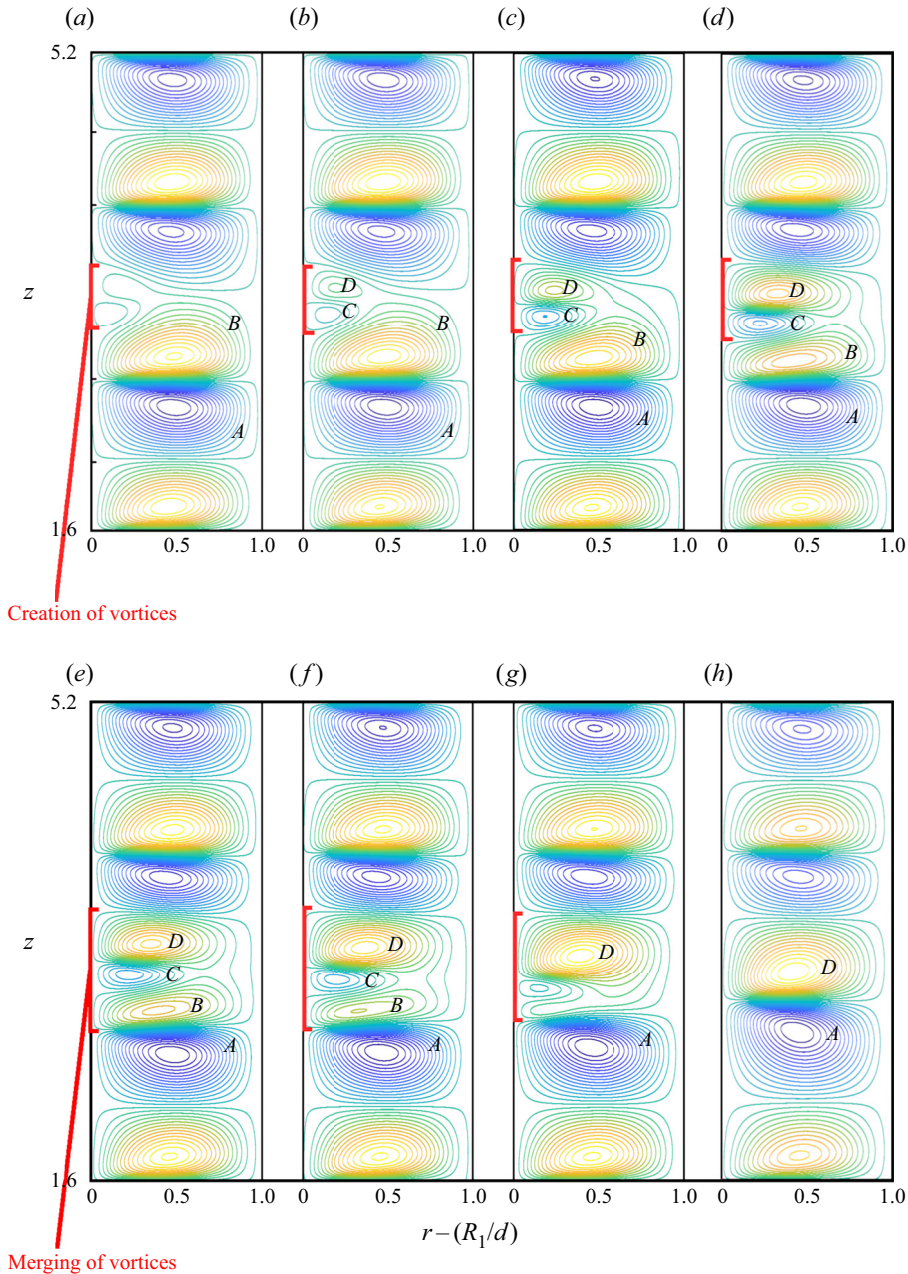 (a) (b) (c) (d)
5.2
D D D
z
C C C
B B B B
A A A A
1.6
0 0.5 1.0 0 0.5 1.0 0 0.5 1.0 0 0.5 1.0
Creation of vortices
(e) (f) (g) (h)
5.2
z
D D D D
C C
B B
A A A A
1.6
0 0.5 1.0 0 0.5 1.0 0 0.5 1.0 0 0.5 1.0
r – (R1/d)
Merging of vortices